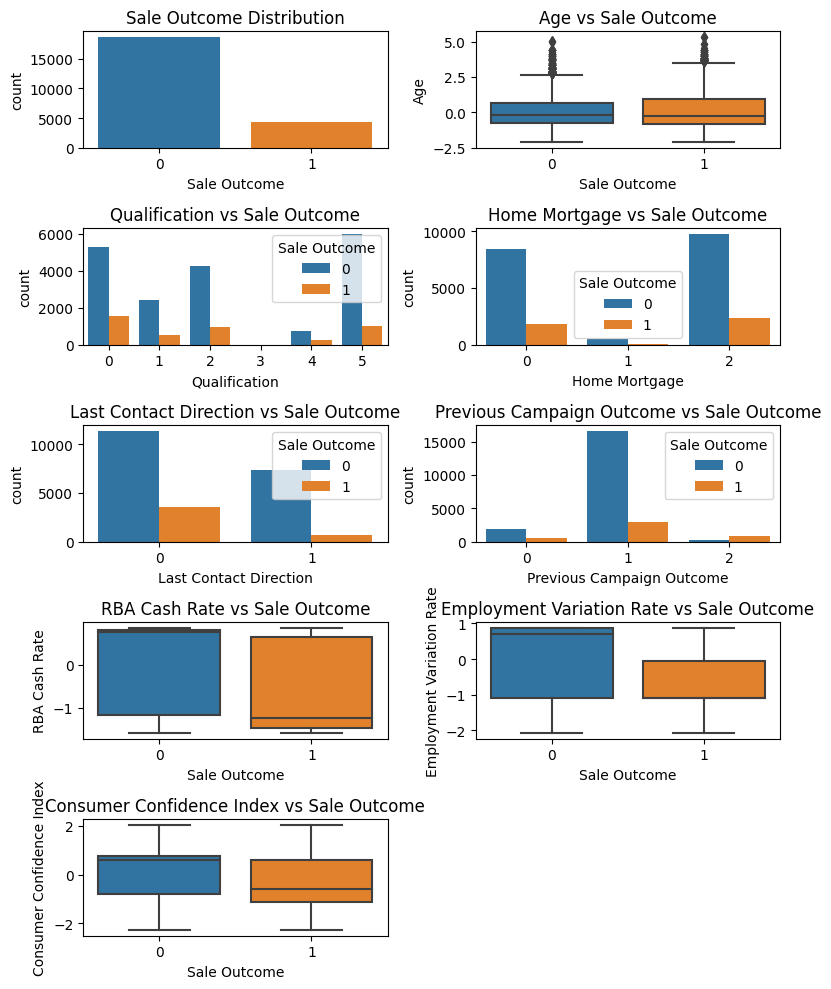 Sale Outcome Distribution
count
15000
10000
5000
0
0 1
Sale Outcome
Age vs Sale Outcome
Age
5.0
2.5
0.0
−2.5
0 1
Sale Outcome
Qualification vs Sale Outcome
count
6000
4000
2000
0
Sale Outcome
0
1
0 1 2 3 4 5
Qualification
Home Mortgage vs Sale Outcome
count
10000
5000
0
Sale Outcome
0
1
0 1 2
Home Mortgage
Last Contact Direction vs Sale Outcome
count
10000
5000
0
Sale Outcome
0
1
0 1
Last Contact Direction
Previous Campaign Outcome vs Sale Outcome
count
15000
10000
5000
0
Sale Outcome
0
1
0 1 2
Previous Campaign Outcome
RBA Cash Rate vs Sale Outcome
RBA Cash Rate
0
−1
0 1
Sale Outcome
Employment Variation Rate vs Sale Outcome
Employment Variation Rate
1
0
−1
−2
0 1
Sale Outcome
Consumer Confidence Index vs Sale Outcome
Consumer Confidence Index
2
0
−2
0 1
Sale Outcome